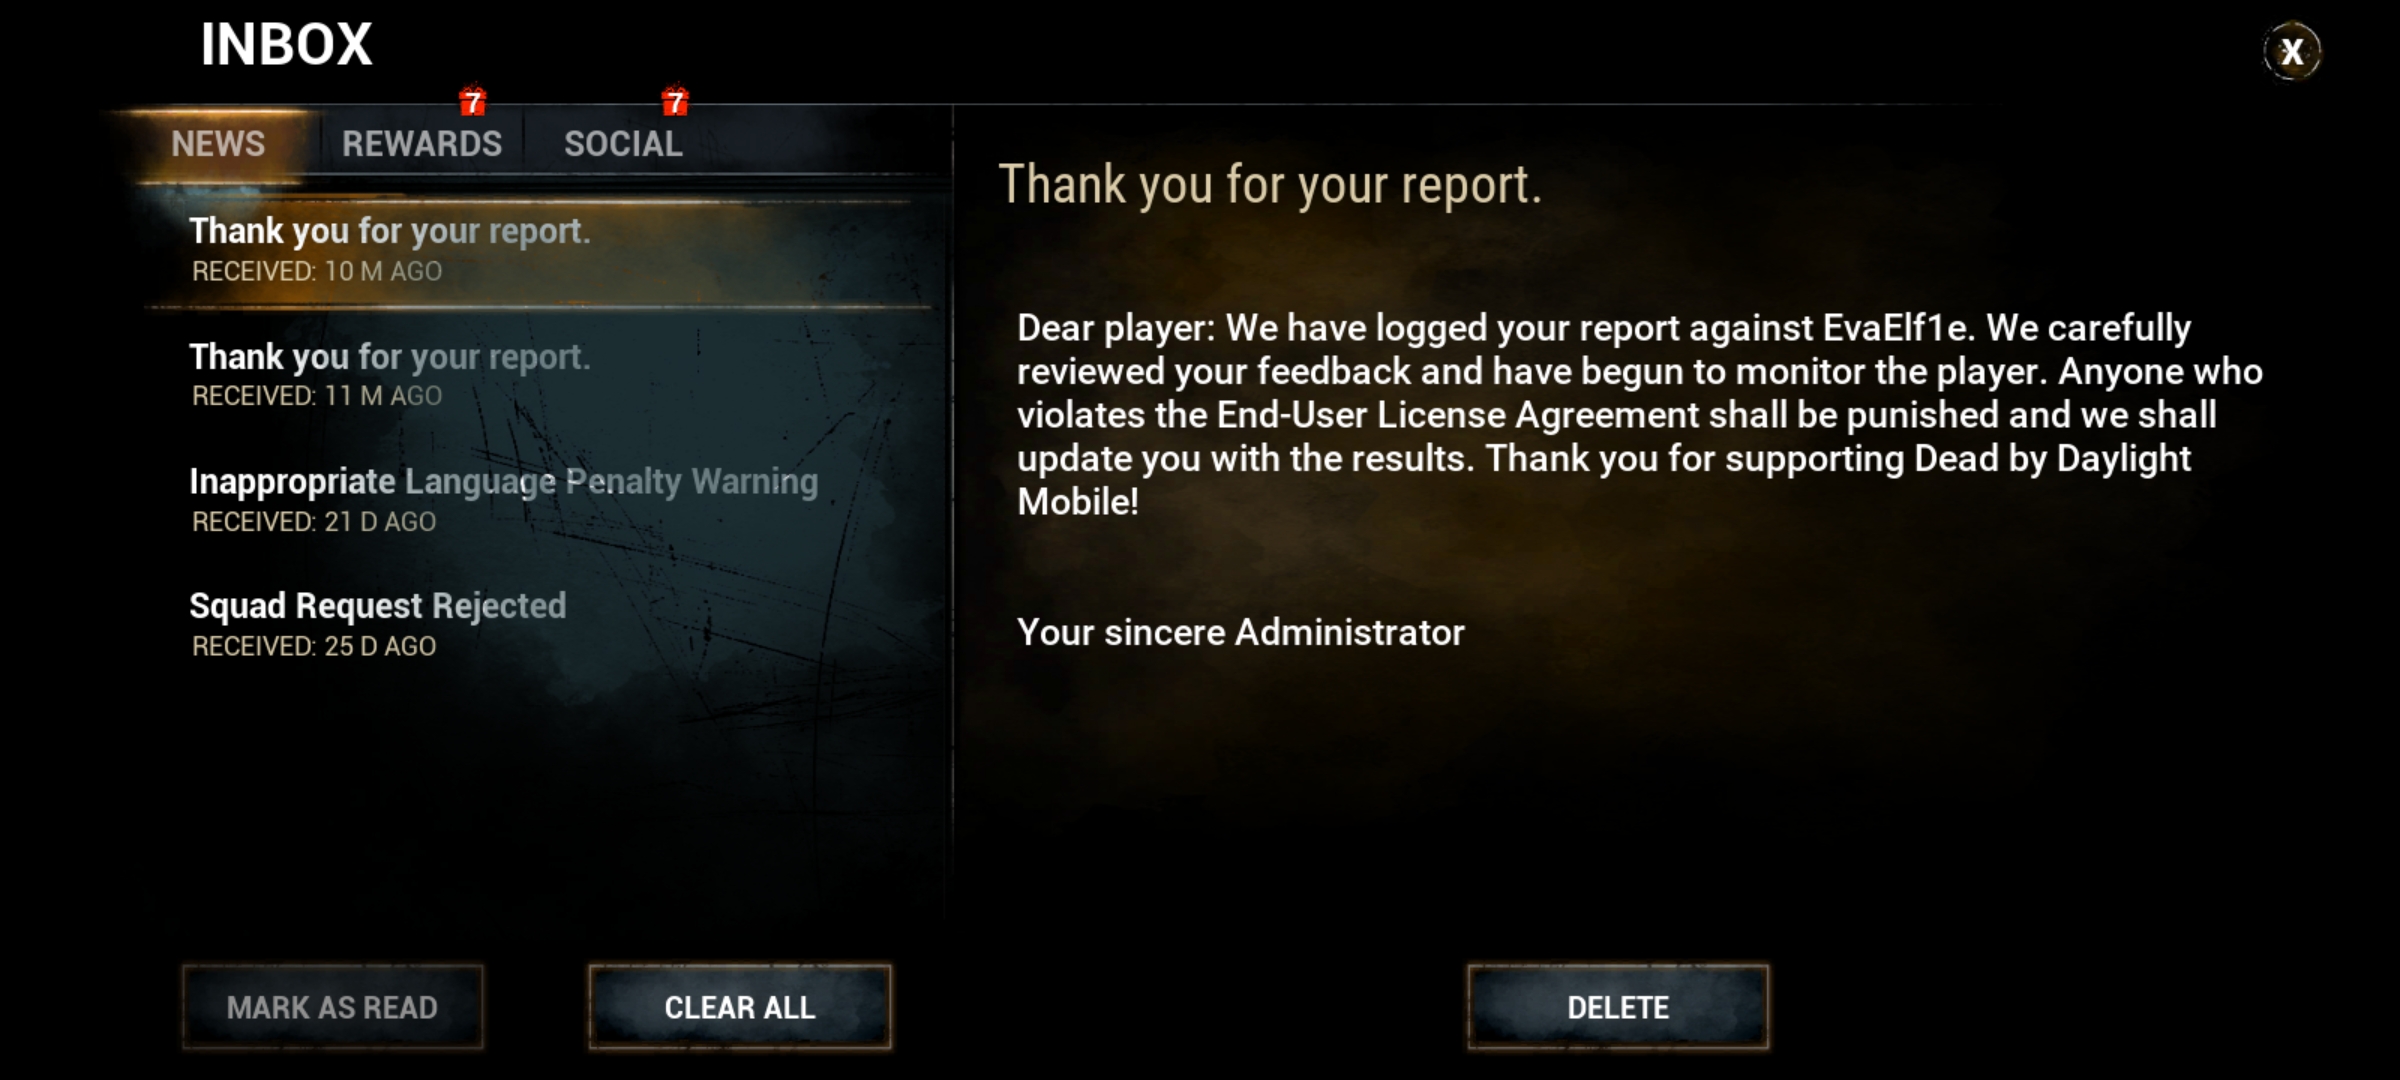 INBOX
X
7
7
NEWS
REWARDS
SOCIAL
Thank you for your report.
RECEIVED: 10 M AGO
Thank you for your report.
RECEIVED: 11 M AGO
Inappropriate Language Penalty Warning
RECEIVED: 21 D AGO
Squad Request Rejected
RECEIVED: 25 D AGO
MARK AS READ
CLEAR ALL
Thank you for your report.
Dear player: We have logged your report against EvaElf1e. We carefully
reviewed your feedback and have begun to monitor the player. Anyone who
violates the End-User License Agreement shall be punished and we shall
update you with the results. Thank you for supporting Dead by Daylight
Mobile!
Your sincere Administrator
DELETE